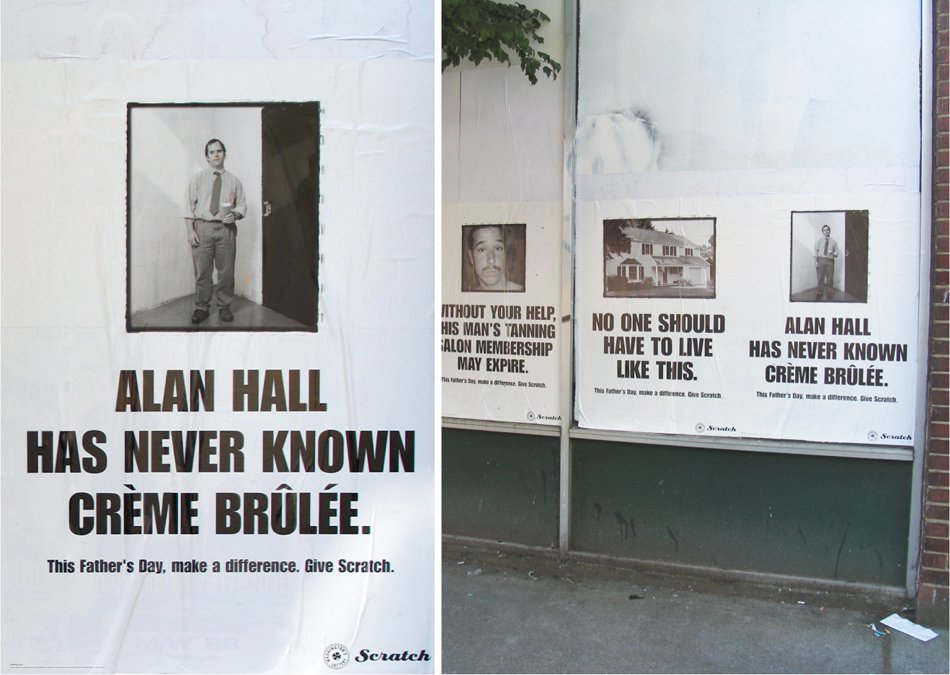 ALAN HALL
HAS NEVER KNOWN
CRÈME BRÛLÉE.
This Father's Day, make a difference. Give Scratch.
WASHINGTON'S LOTTERY
Scratch
WITHOUT YOUR HELP,
THIS MAN'S TANNING
SALON MEMBERSHIP
MAY EXPIRE.
This Father's Day, make a difference. Give Scratch.
Scratch
NO ONE SHOULD
HAVE TO LIVE
LIKE THIS.
This Father's Day, make a difference. Give Scratch.
Scratch
ALAN HALL
HAS NEVER KNOWN
CRÈME BRÛLÉE.
This Father's Day, make a difference. Give Scratch.
Scratch